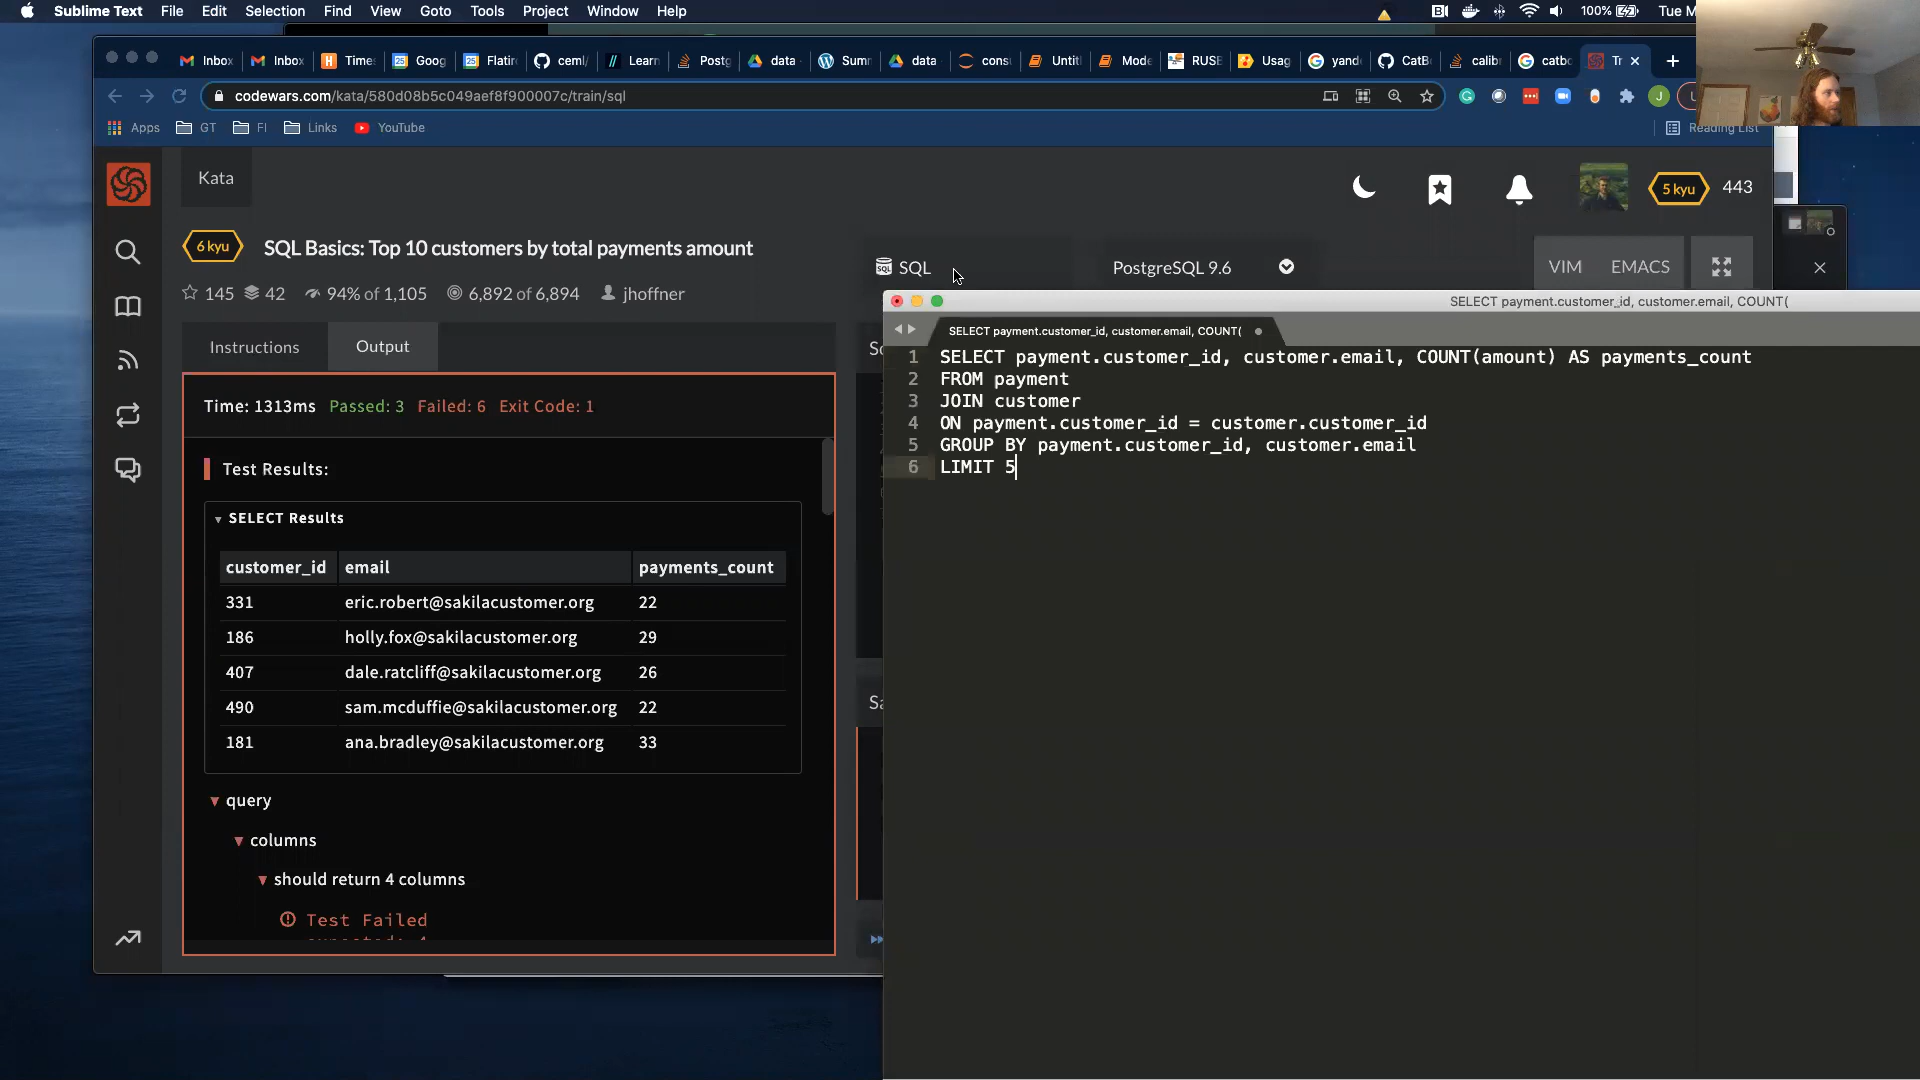 Sublime Text File Edit Selection Find View Goto Tools Project Window Help 100% Tue
Inbox Inbox Time Goog Flatir ceml/ Learn Postg data Sumr data cons Untit Mode RUSE Usag yand CatBo calib catbo Tr
codewars.com/kata/580d08b5c049aef8f900007c/train/sql J
Apps GT FI Links YouTube Reading List
Kata 5 kyu 443
6 kyu SQL Basics: Top 10 customers by total payments amount
SQL PostgreSQL 9.6 VIM EMACS
145 42 94% of 1,105 6,892 of 6,894 jhoffner
SELECT payment.customer_id, customer.email, COUNT(
SELECT payment.customer_id, customer.email, COUNT(
Instructions Output
Time: 1313ms Passed: 3 Failed: 6 Exit Code: 1
Test Results:
SELECT Results
customer_id email payments_count
331 eric.robert@sakilacustomer.org 22
186 holly.fox@sakilacustomer.org 29
407 dale.ratcliff@sakilacustomer.org 26
490 sam.mcduffie@sakilacustomer.org 22
181 ana.bradley@sakilacustomer.org 33
query
columns
should return 4 columns
Test Failed
1 SELECT payment.customer_id, customer.email, COUNT(amount) AS payments_count
2 FROM payment
3 JOIN customer
4 ON payment.customer_id = customer.customer_id
5 GROUP BY payment.customer_id, customer.email
6 LIMIT 5